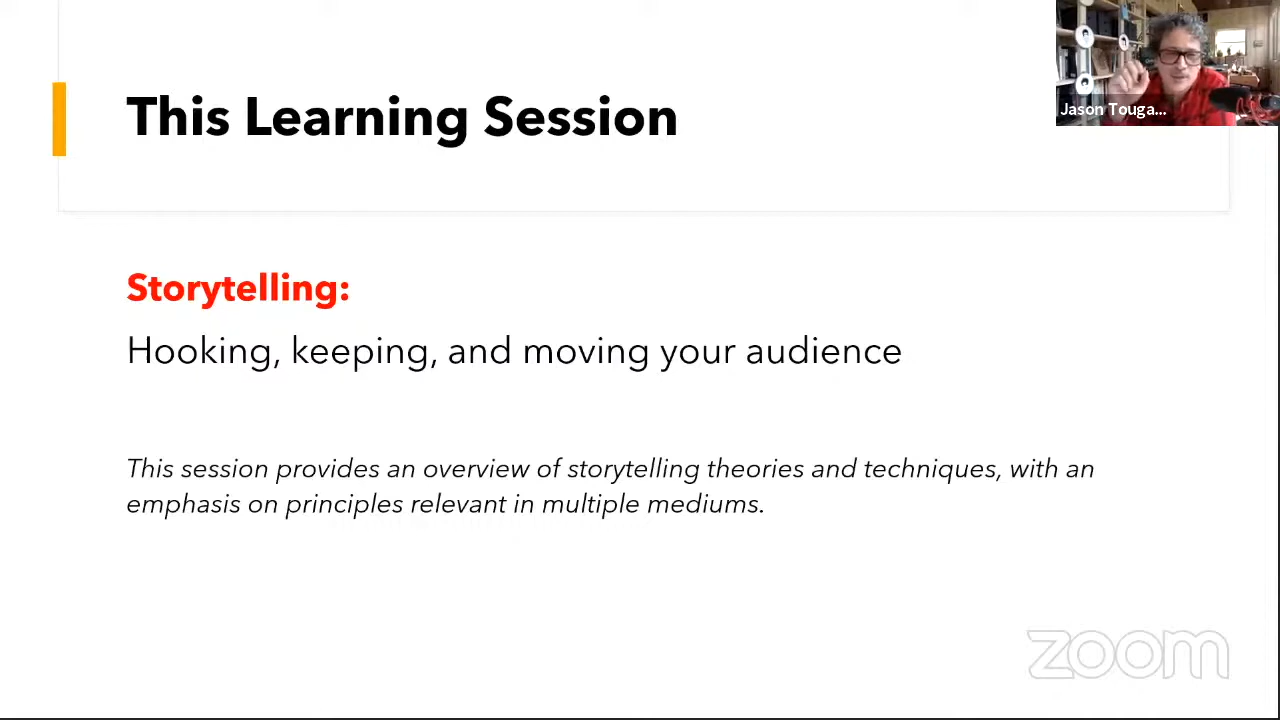 This Learning Session
Jason Touga...
Storytelling:
Hooking, keeping, and moving your audience
This session provides an overview of storytelling theories and techniques, with an
emphasis on principles relevant in multiple mediums.
zoom